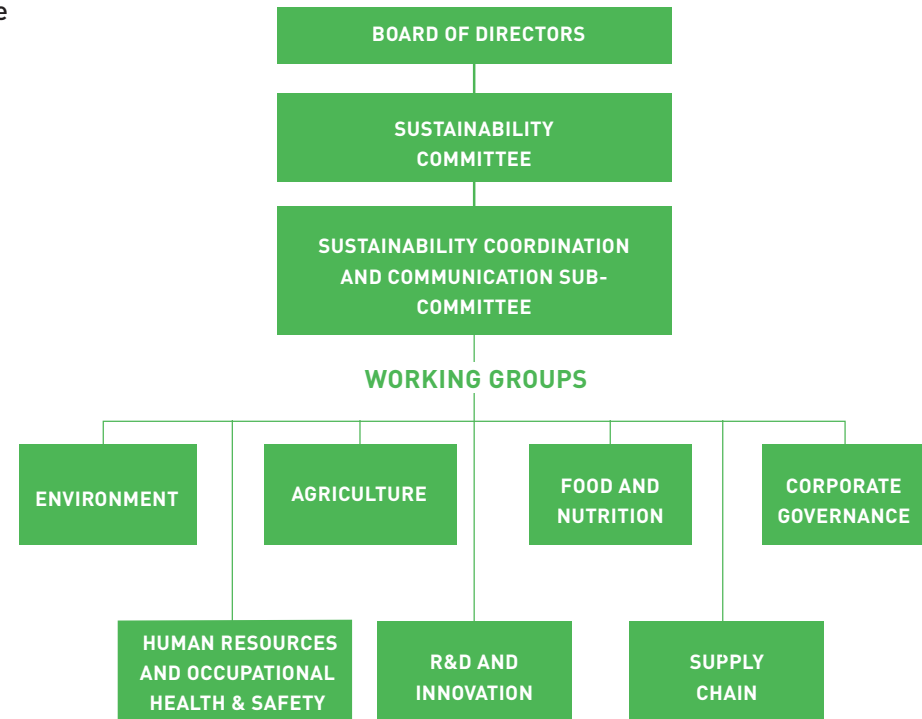 e
BOARD OF DIRECTORS
SUSTAINABILITY
COMMITTEE
SUSTAINABILITY COORDINATION
AND COMMUNICATION SUB-
COMMITTEE
WORKING GROUPS
ENVIRONMENT
AGRICULTURE
FOOD AND
NUTRITION
CORPORATE
GOVERNANCE
HUMAN RESOURCES
AND OCCUPATIONAL
HEALTH & SAFETY
R&D AND
INNOVATION
SUPPLY
CHAIN